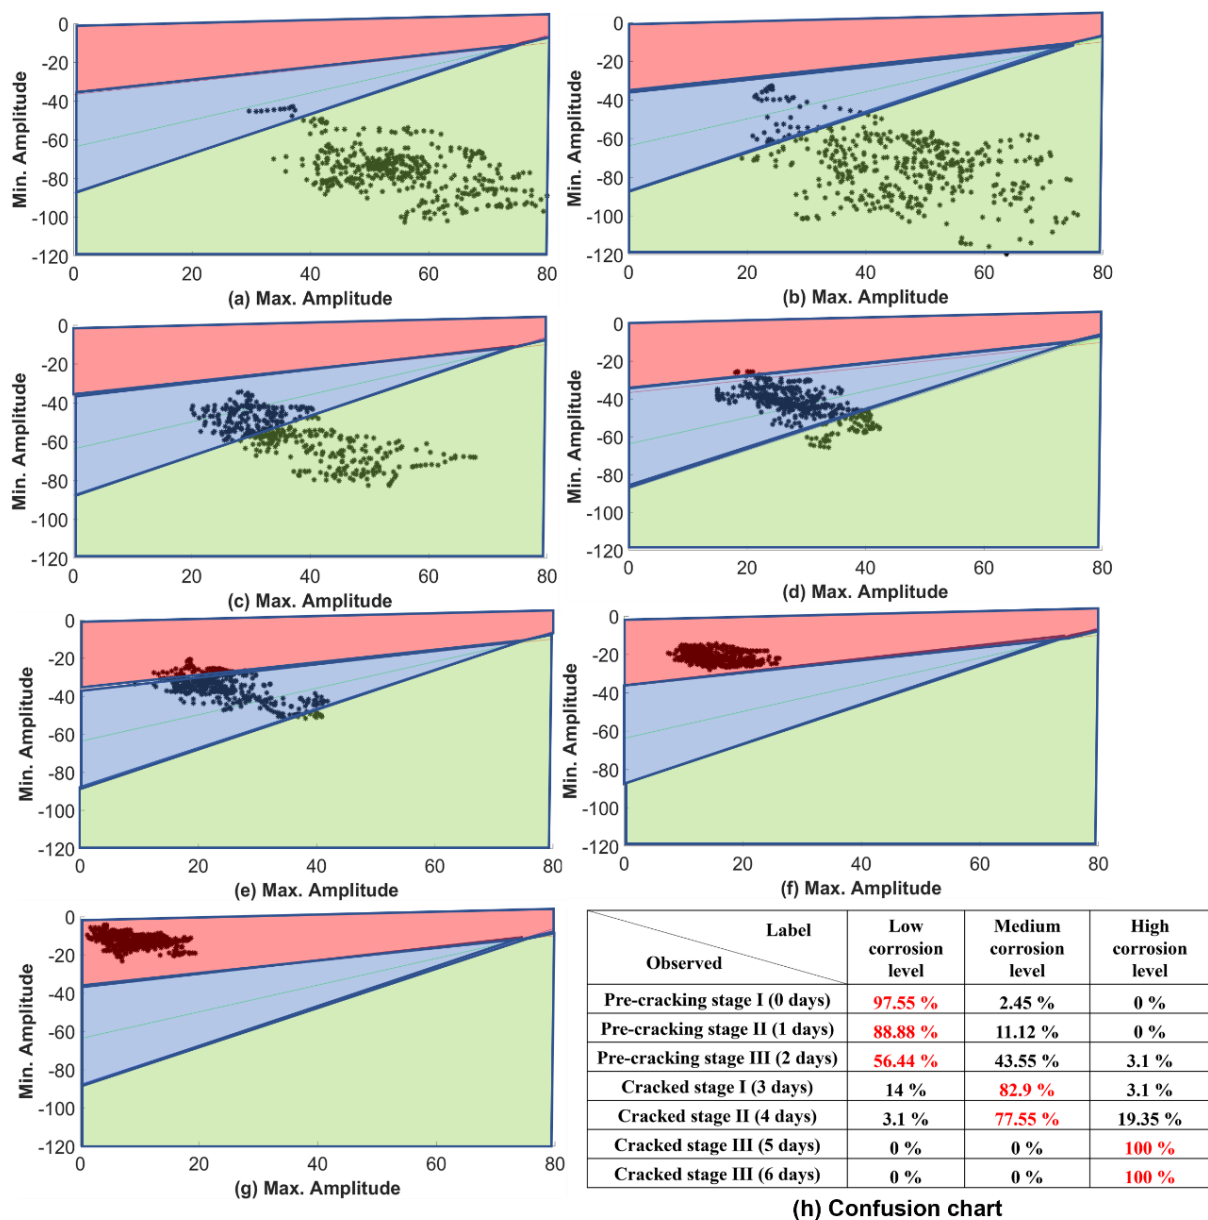 0
-20
-40
-60
-80
-100
-120
Min. Amplitude
0 20 40 60 80
(a) Max. Amplitude
0
-20
-40
-60
-80
-100
-120
Min. Amplitude
0 20 40 60 80
(b) Max. Amplitude
0
-20
-40
-60
-80
-100
-120
Min. Amplitude
0 20 40 60 80
(c) Max. Amplitude
0
-20
-40
-60
-80
-100
-120
Min. Amplitude
0 20 40 60 80
(d) Max. Amplitude
0
-20
-40
-60
-80
-100
-120
Min. Amplitude
0 20 40 60 80
(e) Max. Amplitude
0
-20
-40
-60
-80
-100
-120
Min. Amplitude
0 20 40 60 80
(f) Max. Amplitude
0
-20
-40
-60
-80
-100
-120
Min. Amplitude
0 20 40 60 80
(g) Max. Amplitude
Label
Observed
Low
corrosion
level
Medium
corrosion
level
High
corrosion
level
Pre-cracking stage I (0 days) 97.55 % 2.45 % 0 %
Pre-cracking stage II (1 days) 88.88 % 11.12 % 0 %
Pre-cracking stage III (2 days) 56.44 % 43.55 % 3.1 %
Cracked stage I (3 days) 14 % 82.9 % 3.1 %
Cracked stage II (4 days) 3.1 % 77.55 % 19.35 %
Cracked stage III (5 days) 0 % 0 % 100 %
Cracked stage III (6 days) 0 % 0 % 100 %
(h) Confusion chart